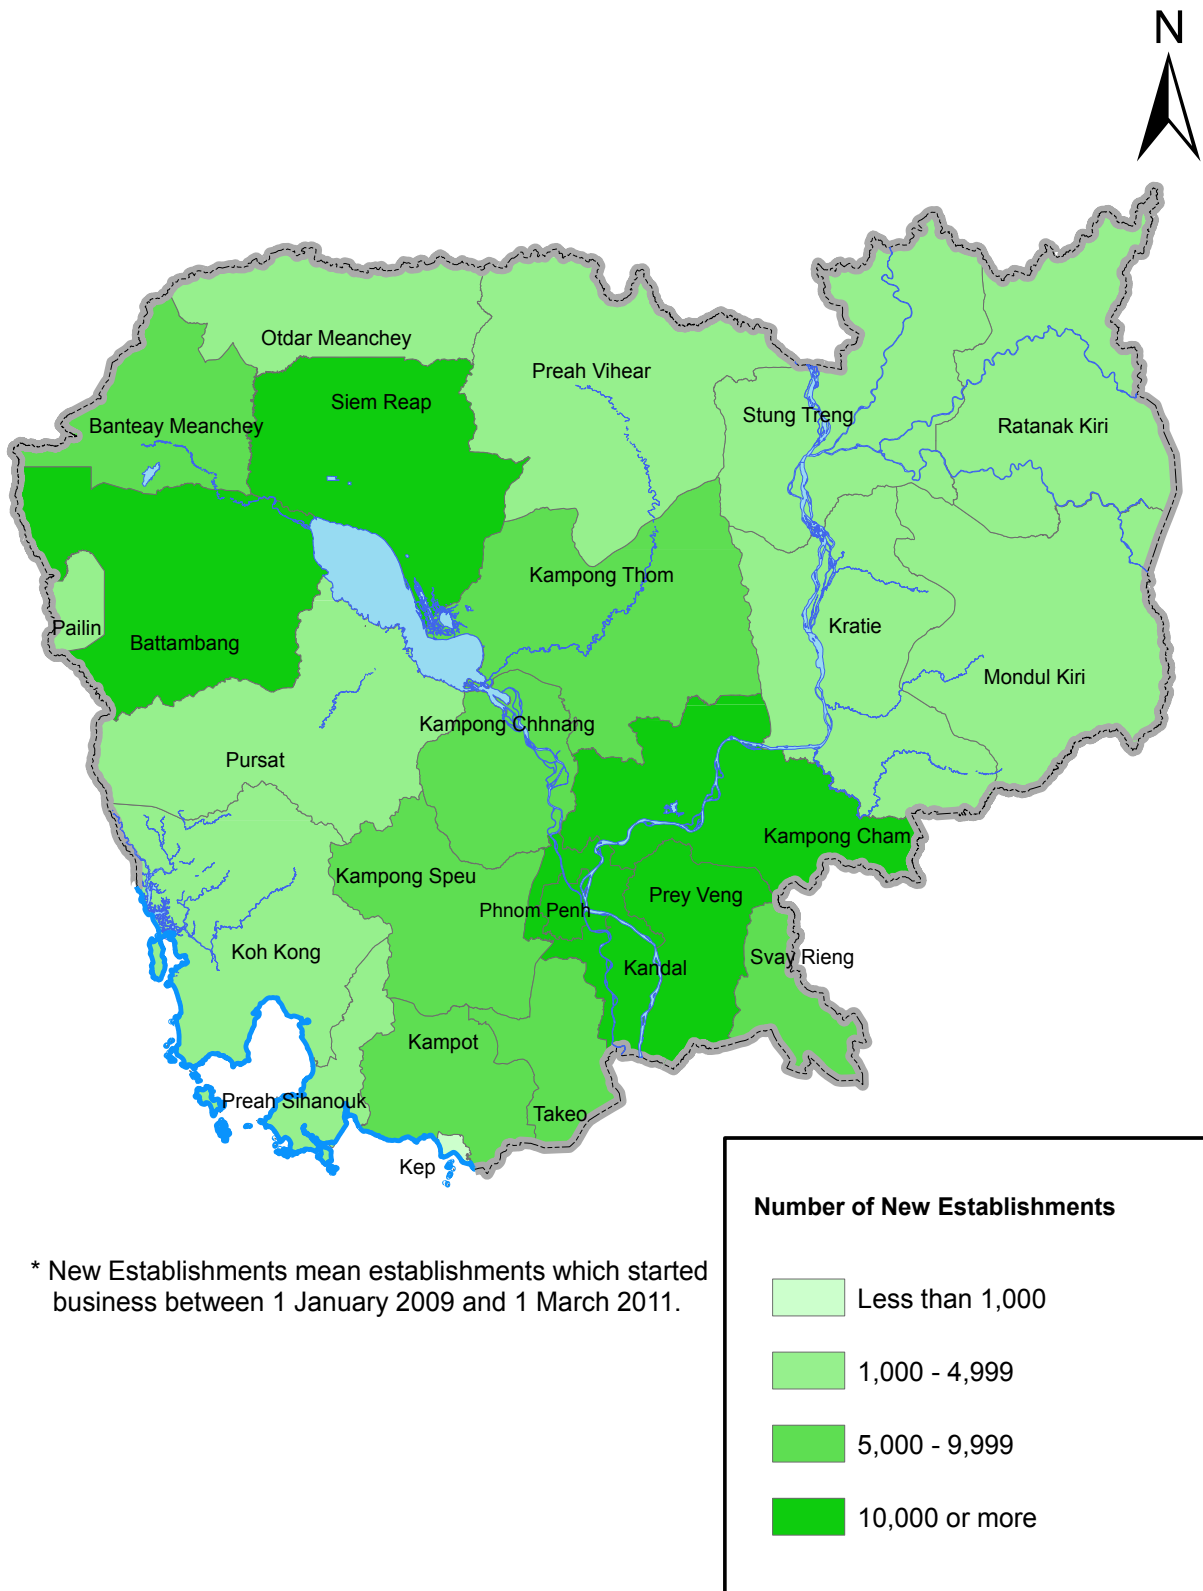 N
Otdar Meanchey
Preah Vihear
Siem Reap
Stung Treng
Banteay Meanchey
Ratanak Kiri
Kampong Thom
Pailin
Battambang
Kratie
Mondul Kiri
Kampong Chhnang
Pursat
Kampong Cham
Kampong Speu
Prey Veng
Phnom Penh
Koh Kong
Kandal
Svay Rieng
Kampot
Preah Sihanouk
Takeo
Kep
Number of New Establishments
Less than 1,000
1,000 - 4,999
5,000 - 9,999
10,000 or more
* New Establishments mean establishments which started
business between 1 January 2009 and 1 March 2011.